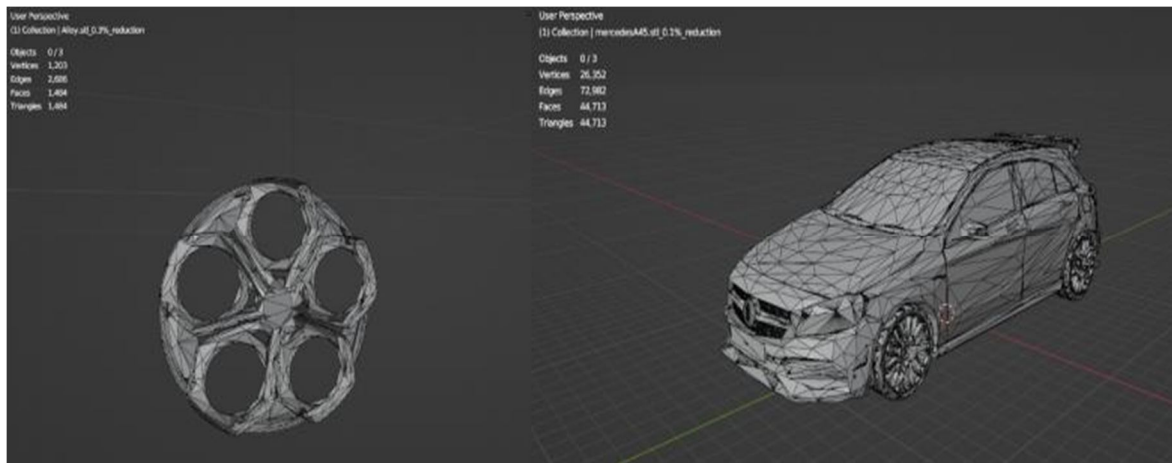 User Perspective
(1) Collection | Alloy.stl_0.3%_reduction
Objects 0/3
Vertices 1,203
Edges 2,686
Faces 1,484
Triangles 1,484
User Perspective
(1) Collection | mercedesA45.stl_0.1%_reduction
Objects 0/3
Vertices 26,352
Edges 72,982
Faces 44,713
Triangles 44,713